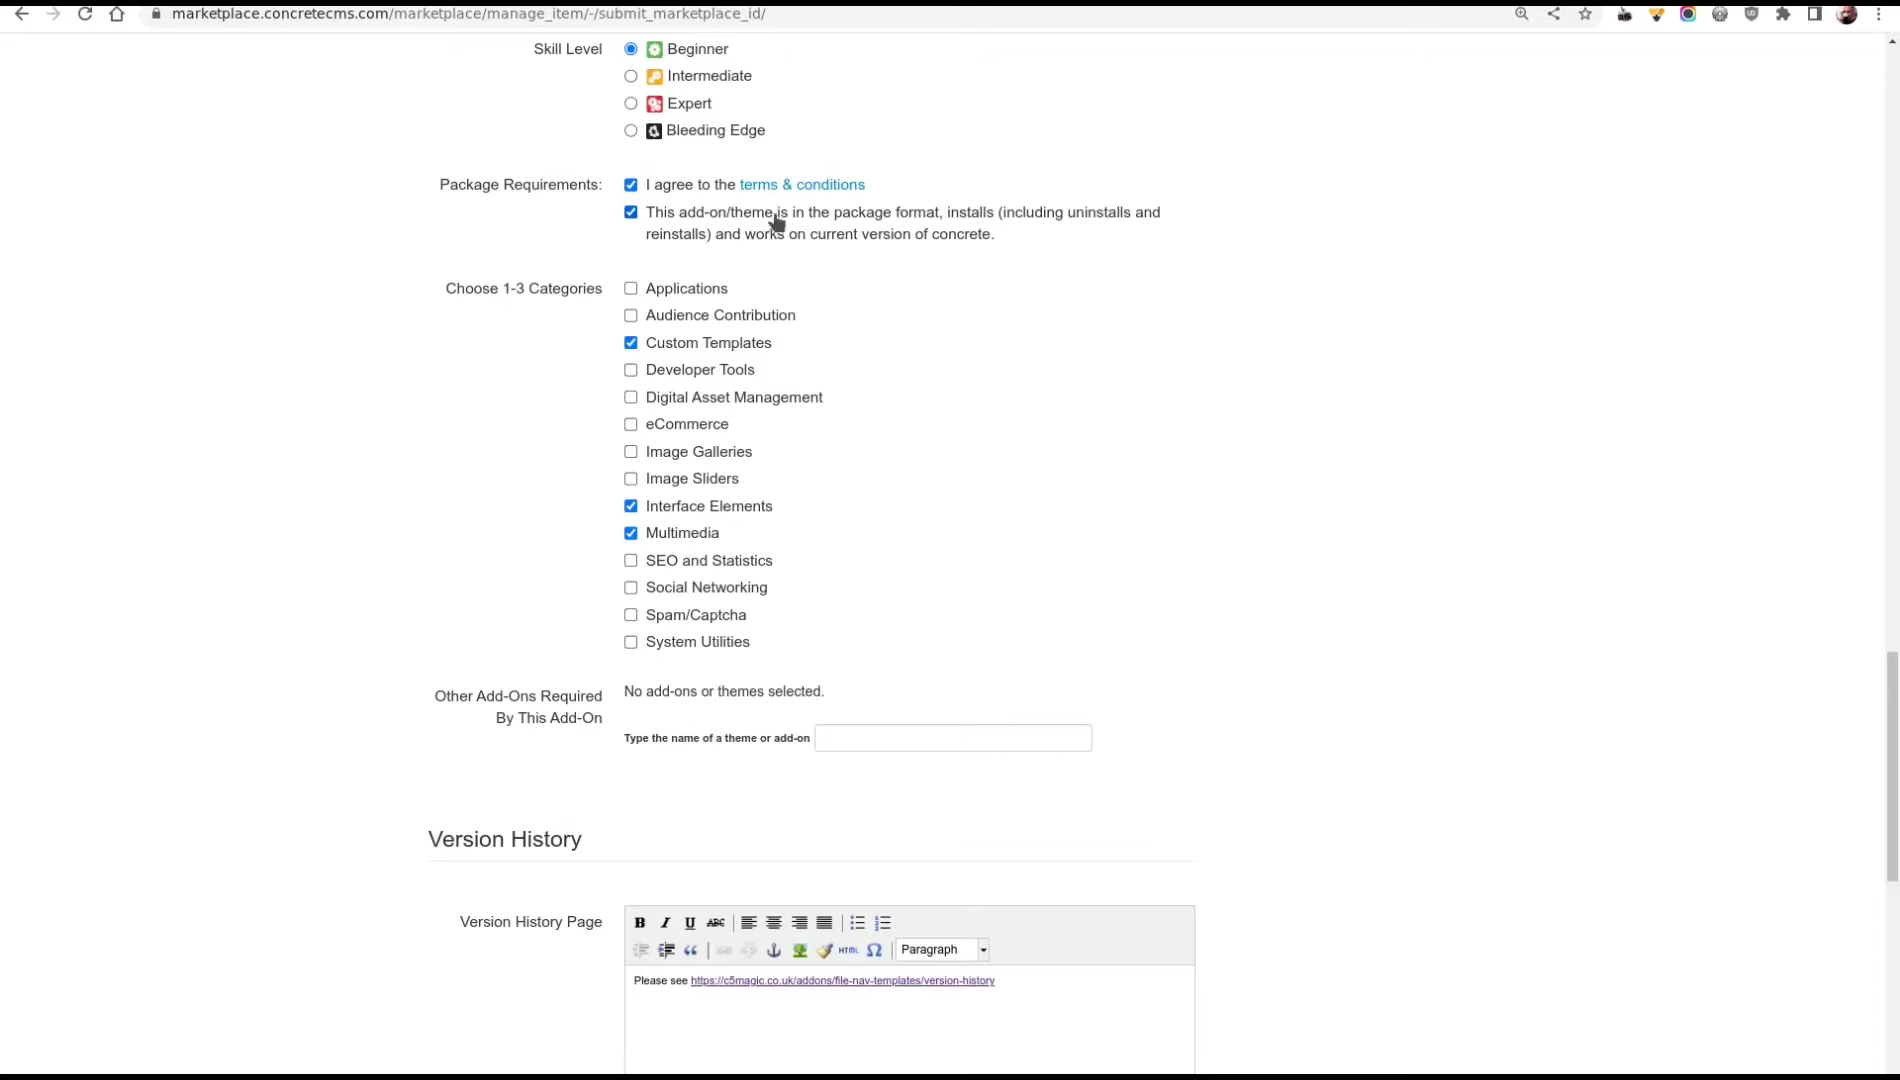 marketplace.concretecms.com/marketplace/manage_item/-/submit_marketplace_id/
Skill Level
Beginner
Intermediate
Expert
Bleeding Edge
Package Requirements:
I agree to the terms & conditions
This add-on/theme is in the package format, installs (including uninstalls and
reinstalls) and works on current version of concrete.
Choose 1-3 Categories
Applications
Audience Contribution
Custom Templates
Developer Tools
Digital Asset Management
eCommerce
Image Galleries
Image Sliders
Interface Elements
Multimedia
SEO and Statistics
Social Networking
Spam/Captcha
System Utilities
Other Add-Ons Required
By This Add-On
No add-ons or themes selected.
Type the name of a theme or add-on
Version History
Version History Page
B I U ABC
HTML Ω Paragraph
Please see https://c5magic.co.uk/addons/file-nav-templates/version-history